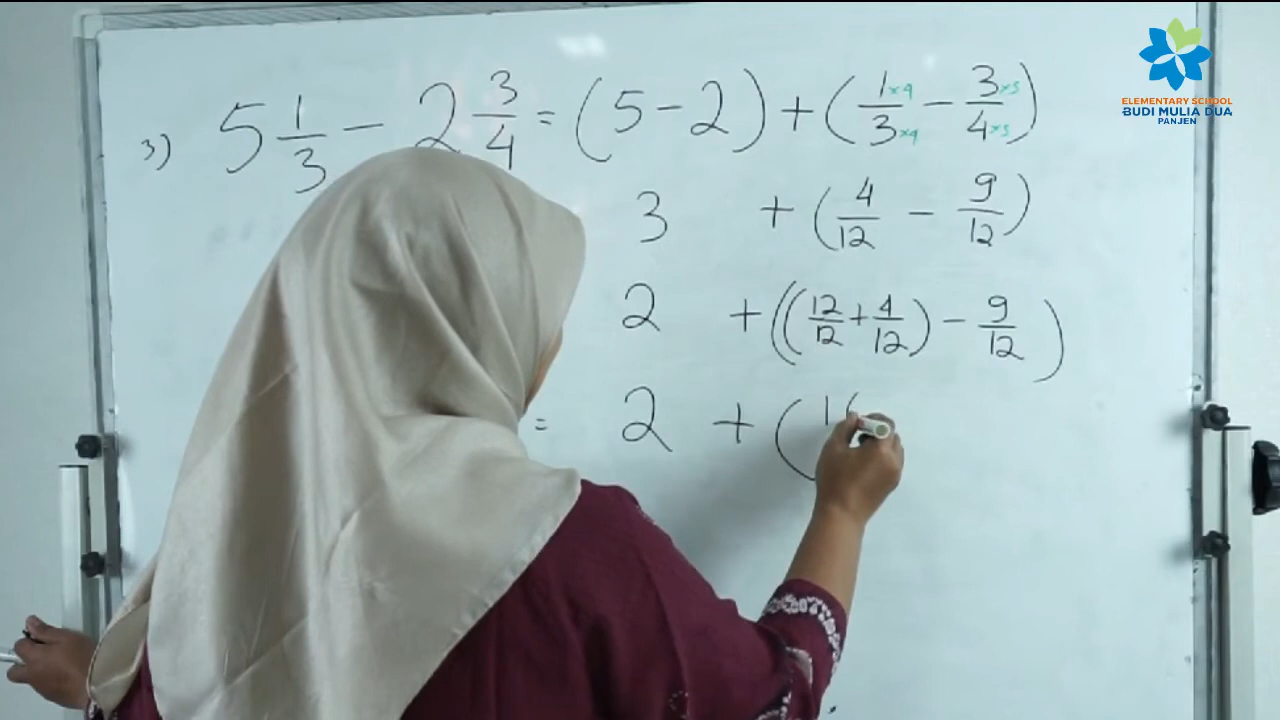 ELEMENTARY SCHOOL
BUDI MULIA DUA
PANJEN
3) 5 1/3 - 2 3/4 = (5 - 2) + (1/3 - 3/4)
×4 ×3
×4 ×3
3 + (4/12 - 9/12)
2 + ((12/12 + 4/12) - 9/12)
= 2 + (1